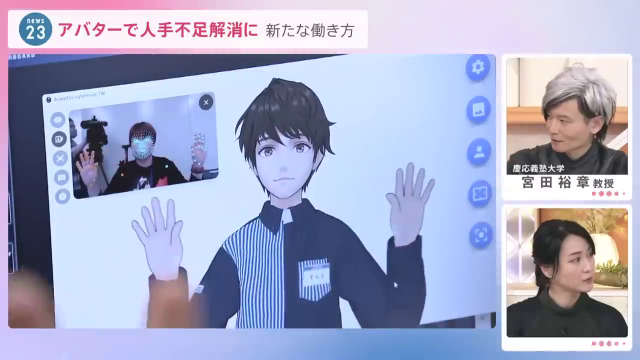 news
23
アバターで人手不足解消に 新たな働き方
慶応義塾大学
宮田裕章 教授